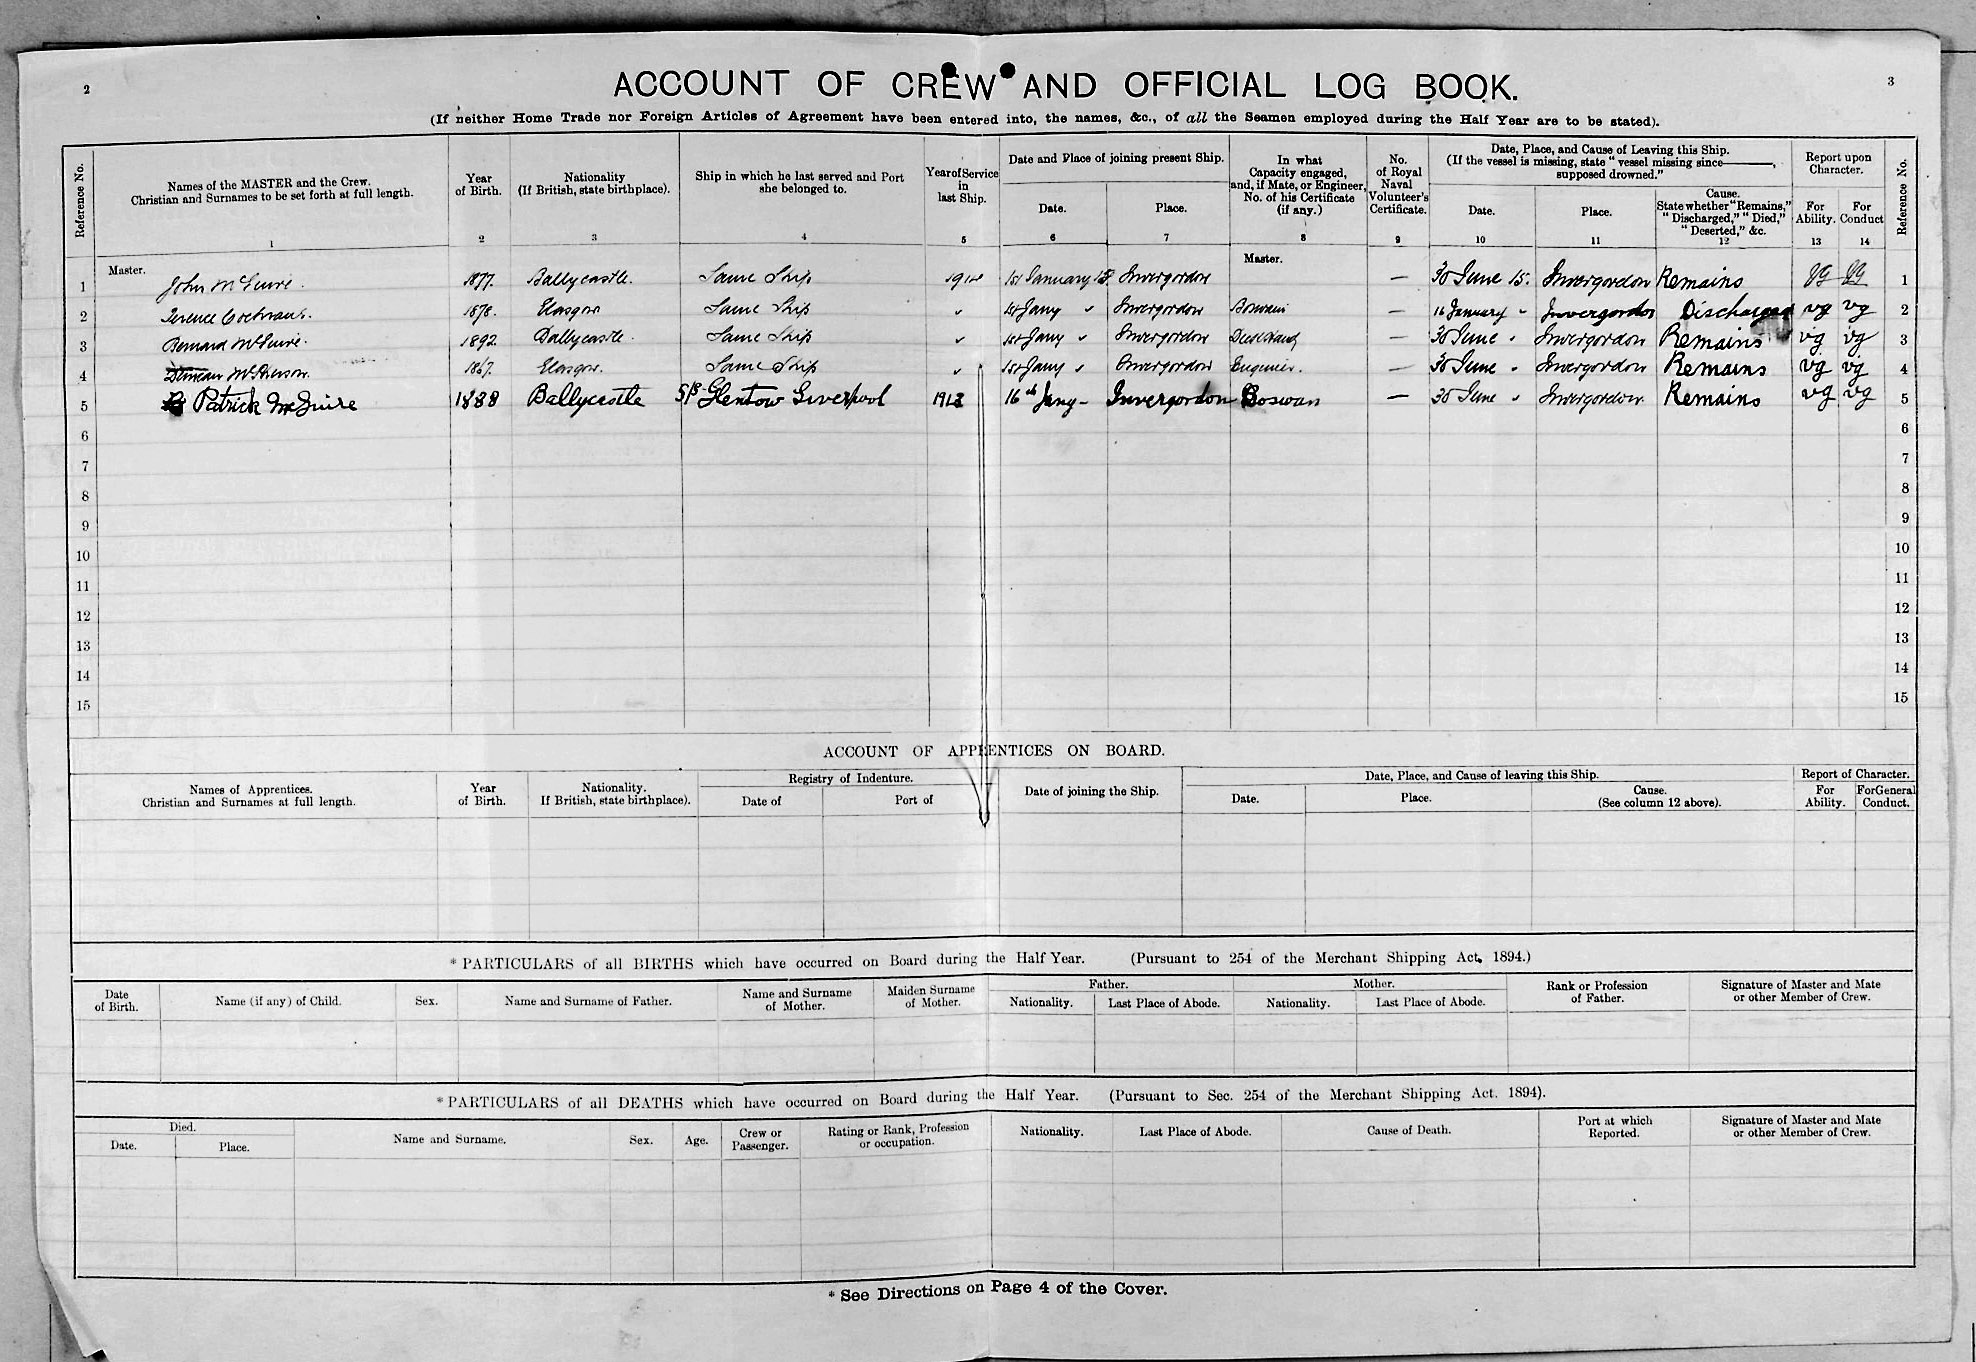 2
ACCOUNT OF CREW AND OFFICIAL LOG BOOK.
3
(If neither Home Trade nor Foreign Articles of Agreement have been entered into, the names, &c., of all the Seamen employed during the Half Year are to be stated).
Reference No.
Names of the MASTER and the Crew.
Christian and Surnames to be set forth at full length.
1
Year
of Birth.
2
Nationality
(If British, state birthplace).
3
Ship in which he last served and Port
she belonged to.
4
Year of Service
in
last Ship.
5
Date and Place of joining present Ship.
Date.
6
Place.
7
In what
Capacity engaged,
and, if Mate, or Engineer,
No. of his Certificate
(if any.)
8
No.
of Royal
Naval
Volunteer's
Certificate.
9
Date, Place, and Cause of Leaving this Ship.
(If the vessel is missing, state "vessel missing since———,
supposed drowned."
Date.
10
Place.
11
Cause.
State whether "Remains,"
"Discharged," "Died,"
"Deserted," &c.
12
Report upon
Character.
For
Ability.
13
For
Conduct
14
Reference No.
Master.
Master.
1 John McGuire. 1877. Ballycastle. Same Ship 1914 1st January 15 Invergordon — 30 June 15. Invergordon Remains vg vg 1
2 Terence Cochrane. 1878. Glasgow Same Ship " 1st Jany " Invergordon Boswain — 16 January " Invergordon Discharged vg vg 2
3 Bernard McGuire. 1892 Ballycastle. Same Ship " 1st Jany " Invergordon Deckhand — 30 June " Invergordon Remains vg vg 3
4 Duncan McPherson. 1867. Glasgow. Same Ship " 1st Jany " Invergordon Engineer. — 30 June " Invergordon Remains vg vg 4
5 Patrick McGuire 1888 Ballycastle S/S Glentow Liverpool 1913 16th Jany - Invergordon Boswan — 30 June " Invergordon Remains vg vg 5
6 6
7 7
8 8
9 9
10 10
11 11
12 12
13 13
14 14
15 15
ACCOUNT OF APPRENTICES ON BOARD.
Names of Apprentices.
Christian and Surnames at full length.
Year
of Birth.
Nationality.
If British, state birthplace).
Registry of Indenture.
Date of
Port of
Date of joining the Ship.
Date, Place, and Cause of leaving this Ship.
Date.
Place.
Cause.
(See column 12 above).
Report of Character.
For
Ability.
For General
Conduct.
* PARTICULARS of all BIRTHS which have occurred on Board during the Half Year. (Pursuant to 254 of the Merchant Shipping Act, 1894.)
Date
of Birth.
Name (if any) of Child.
Sex.
Name and Surname of Father.
Name and Surname
of Mother.
Maiden Surname
of Mother.
Father.
Nationality.
Last Place of Abode.
Mother.
Nationality.
Last Place of Abode.
Rank or Profession
of Father.
Signature of Master and Mate
or other Member of Crew.
* PARTICULARS of all DEATHS which have occurred on Board during the Half Year. (Pursuant to Sec. 254 of the Merchant Shipping Act. 1894).
Died.
Date.
Place.
Name and Surname.
Sex.
Age.
Crew or
Passenger.
Rating or Rank, Profession
or occupation.
Nationality.
Last Place of Abode.
Cause of Death.
Port at which
Reported.
Signature of Master and Mate
or other Member of Crew.
* See Directions on Page 4 of the Cover.